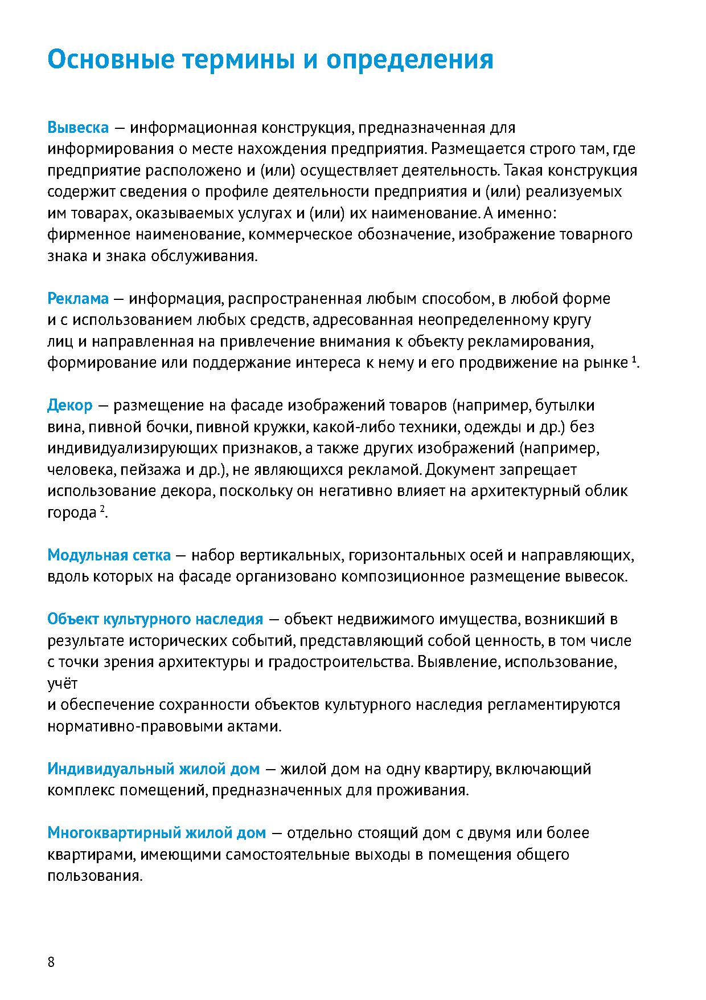 Основные термины и определения
Вывеска — информационная конструкция, предназначенная для
информирования о месте нахождения предприятия. Размещается строго там, где
предприятие расположено и (или) осуществляет деятельность. Такая конструкция
содержит сведения о профиле деятельности предприятия и (или) реализуемых
им товарах, оказываемых услугах и (или) их наименование. А именно:
фирменное наименование, коммерческое обозначение, изображение товарного
знака и знака обслуживания.
Реклама — информация, распространенная любым способом, в любой форме
и с использованием любых средств, адресованная неопределенному кругу
лиц и направленная на привлечение внимания к объекту рекламирования,
формирование или поддержание интереса к нему и его продвижение на рынке ¹.
Декор — размещение на фасаде изображений товаров (например, бутылки
вина, пивной бочки, пивной кружки, какой-либо техники, одежды и др.) без
индивидуализирующих признаков, а также других изображений (например,
человека, пейзажа и др.), не являющихся рекламой. Документ запрещает
использование декора, поскольку он негативно влияет на архитектурный облик
города ².
Модульная сетка — набор вертикальных, горизонтальных осей и направляющих,
вдоль которых на фасаде организовано композиционное размещение вывесок.
Объект культурного наследия — объект недвижимого имущества, возникший в
результате исторических событий, представляющий собой ценность, в том числе
с точки зрения архитектуры и градостроительства. Выявление, использование,
учёт
и обеспечение сохранности объектов культурного наследия регламентируются
нормативно-правовыми актами.
Индивидуальный жилой дом — жилой дом на одну квартиру, включающий
комплекс помещений, предназначенных для проживания.
Многоквартирный жилой дом — отдельно стоящий дом с двумя или более
квартирами, имеющими самостоятельные выходы в помещения общего
пользования.
8